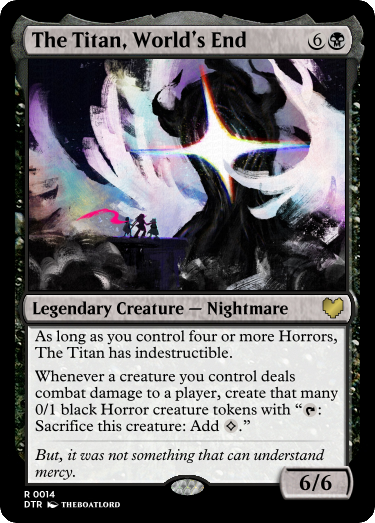 The Titan, World's End 6
Legendary Creature — Nightmare
As long as you control four or more Horrors,
The Titan has indestructible.
Whenever a creature you control deals
combat damage to a player, create that many
0/1 black Horror creature tokens with “:
Sacrifice this creature: Add .”
But, it was not something that can understand
mercy.
6/6
R 0014
DTR THEBOATLORD